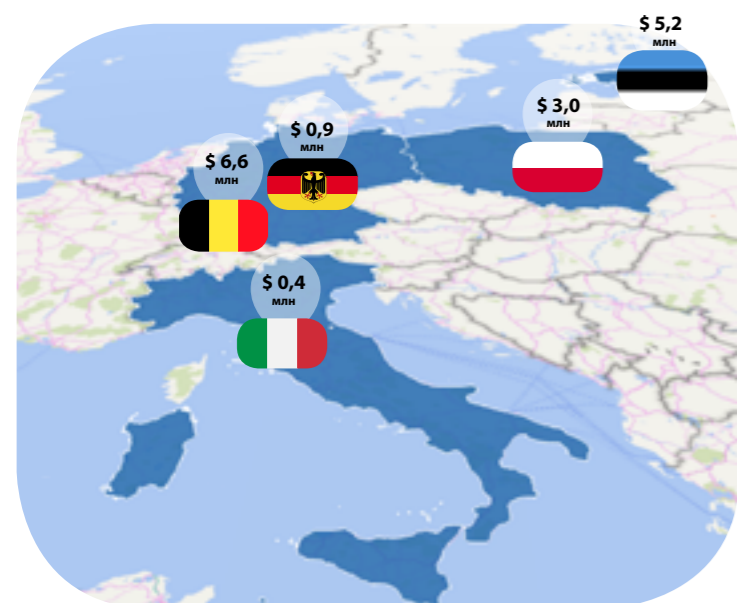 $ 5,2
млн
$ 3,0
млн
$ 0,9
млн
$ 6,6
млн
$ 0,4
млн